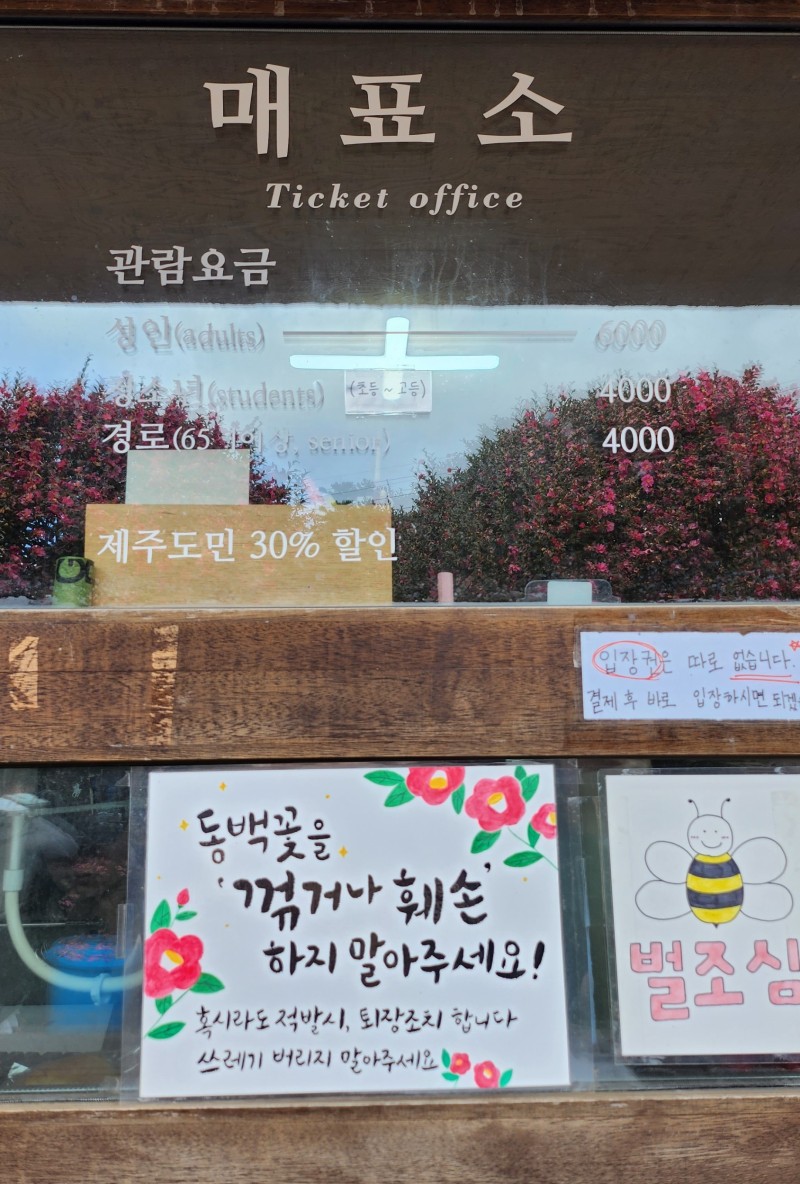 매표소
Ticket office
관람요금
성인(adults) 6000
청소년(students) (초등 ~ 고등) 4000
경로(65세이상, senior) 4000
제주도민 30% 할인
입장권은 따로 없습니다.
결제 후 바로 입장하시면 되겠
동백꽃을
'꺾거나 훼손'
하지 말아주세요!
혹시라도 적발시, 퇴장조치 합니다
쓰레기 버리지 말아주세요
벌조심